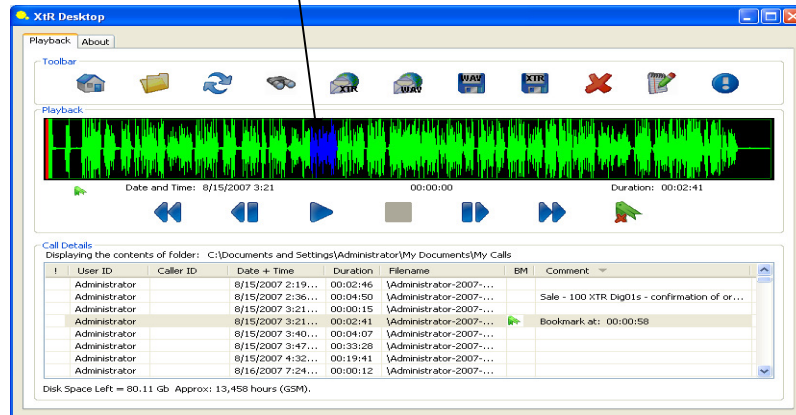 XtR Desktop
Playback About
Toolbar
XTR WAV WAV XTR
Playback
Date and Time: 8/15/2007 3:21 00:00:00 Duration: 00:02:41
Call Details
Displaying the contents of folder: C:\Documents and Settings\Administrator\My Documents\My Calls
! User ID Caller ID Date + Time Duration Filename BM Comment
Administrator 8/15/2007 2:19... 00:02:46 \Administrator-2007-...
Administrator 8/15/2007 2:36... 00:04:50 \Administrator-2007-... Sale - 100 XTR Dig01s - confirmation of or...
Administrator 8/15/2007 3:21... 00:00:15 \Administrator-2007-...
Administrator 8/15/2007 3:21... 00:02:41 \Administrator-2007-... Bookmark at: 00:00:58
Administrator 8/15/2007 3:40... 00:04:07 \Administrator-2007-...
Administrator 8/15/2007 3:47... 00:33:28 \Administrator-2007-...
Administrator 8/15/2007 4:32... 00:19:41 \Administrator-2007-...
Administrator 8/16/2007 7:24... 00:00:12 \Administrator-2007-...
Disk Space Left = 80.11 Gb Approx: 13,458 hours (GSM).